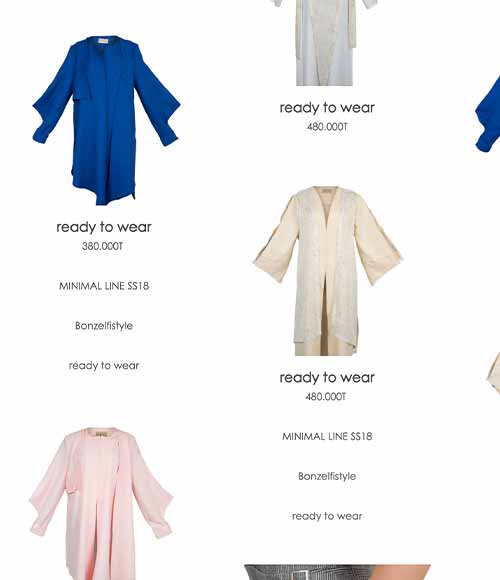 ready to wear
380.000T
MINIMAL LINE SS18
Bonzelfistyle
ready to wear
ready to wear
480.000T
ready to wear
480.000T
MINIMAL LINE SS18
Bonzelfistyle
ready to wear